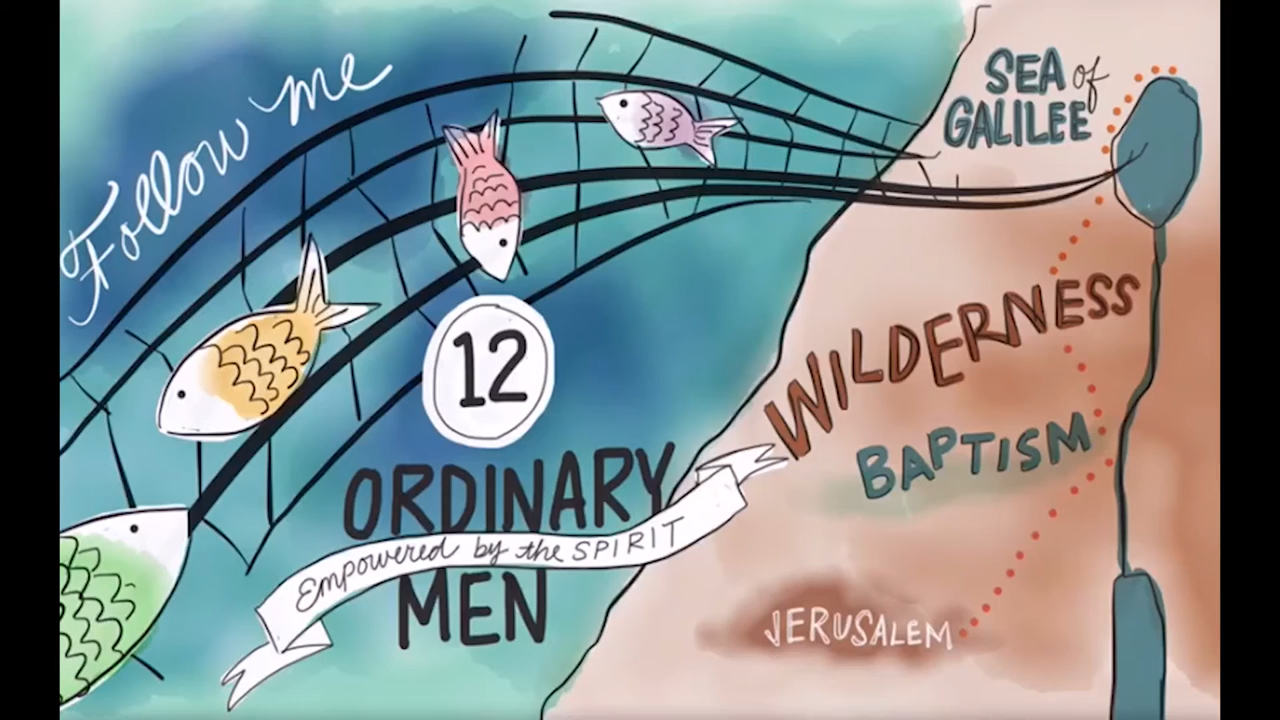 Follow me
12
ORDINARY
Empowered by the SPIRIT
MEN
SEA of
GALILEE
WILDERNESS
BAPTISM
JERUSALEM